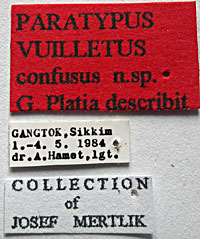 PARATYPUS
VUILLETUS
confusus n.sp.
G. Platia describit
GANGTOK, Sikkim
1.-4. 5. 1984
dr.A.Hamet, lgt.
COLLECTION
of
JOSEF MERTLIK